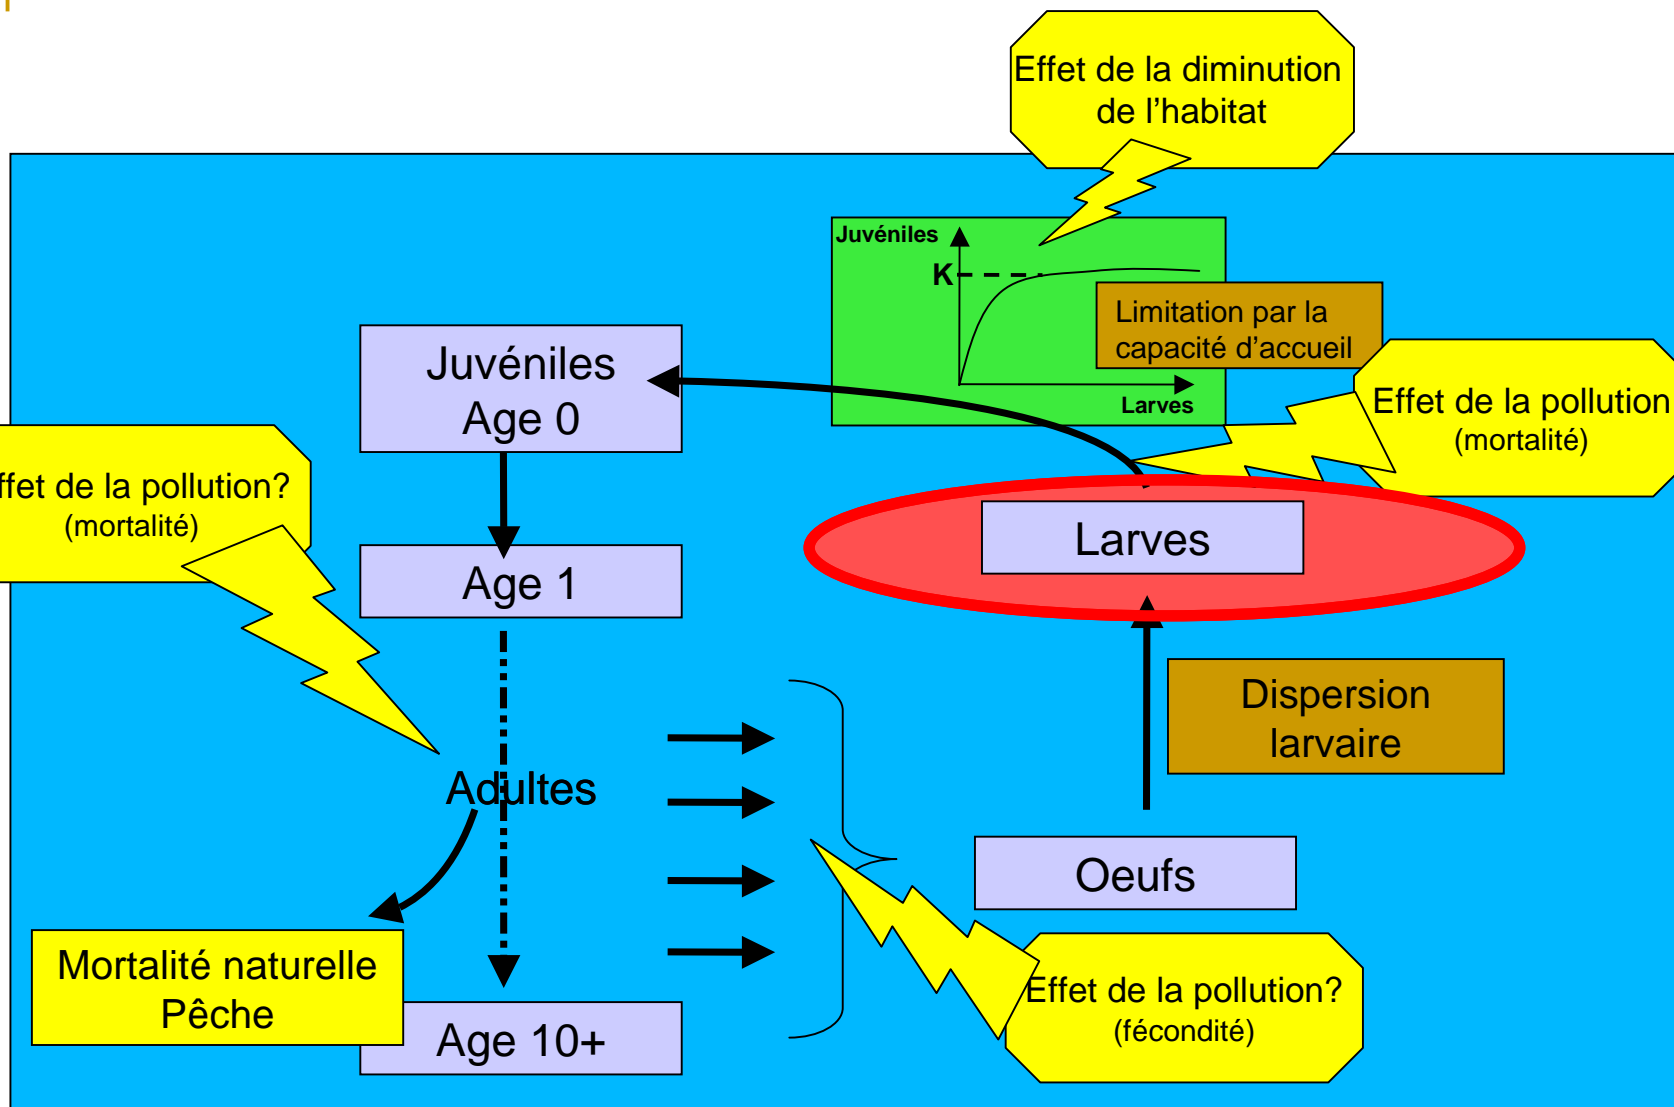 Effet de la diminution
de l'habitat
Juvéniles
K
Limitation par la
capacité d'accueil
Larves
Juvéniles
Age 0
Effet de la pollution
(mortalité)
ffet de la pollution?
(mortalité)
Larves
Age 1
Dispersion
larvaire
Adultes
Oeufs
Mortalité naturelle
Pêche
Effet de la pollution?
(fécondité)
Age 10+